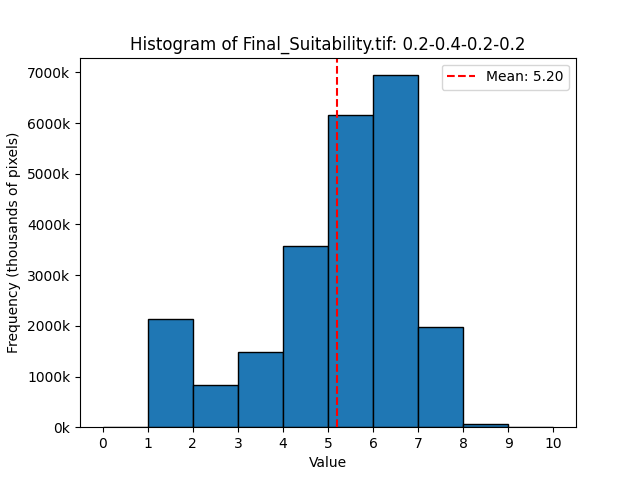 Histogram of Final_Suitability.tif: 0.2-0.4-0.2-0.2
Mean: 5.20
Frequency (thousands of pixels)
7000k
6000k
5000k
4000k
3000k
2000k
1000k
0k
0 1 2 3 4 5 6 7 8 9 10
Value